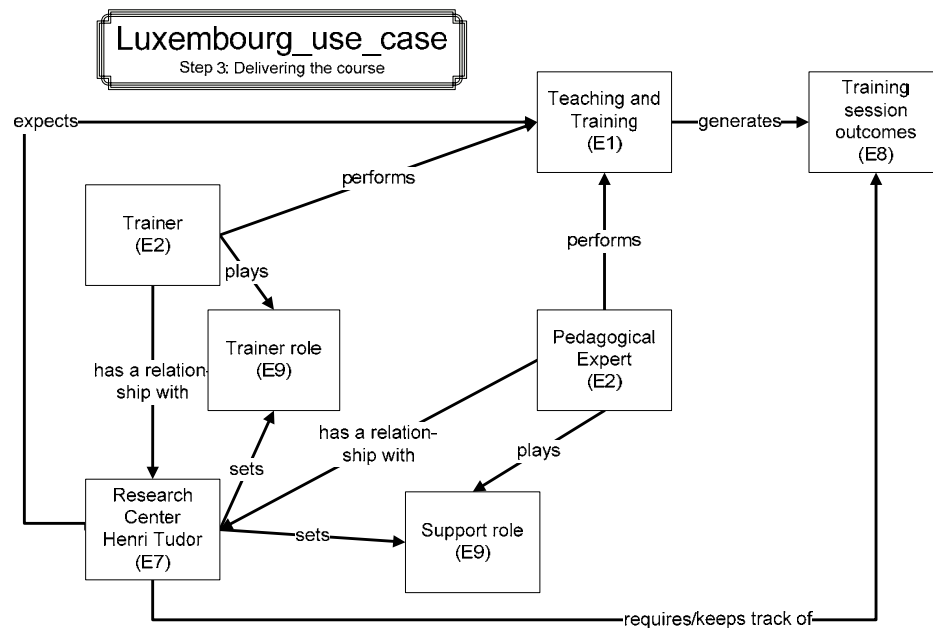 Luxembourg_use_case
Step 3: Delivering the course
expects
Teaching and
Training
(E1)
generates
Training
session
outcomes
(E8)
performs
Trainer
(E2)
plays
performs
Trainer role
(E9)
Pedagogical
Expert
(E2)
has a relation-
ship with
has a relation-
ship with
plays
sets
Research
Center
Henri Tudor
(E7)
sets
Support role
(E9)
requires/keeps track of